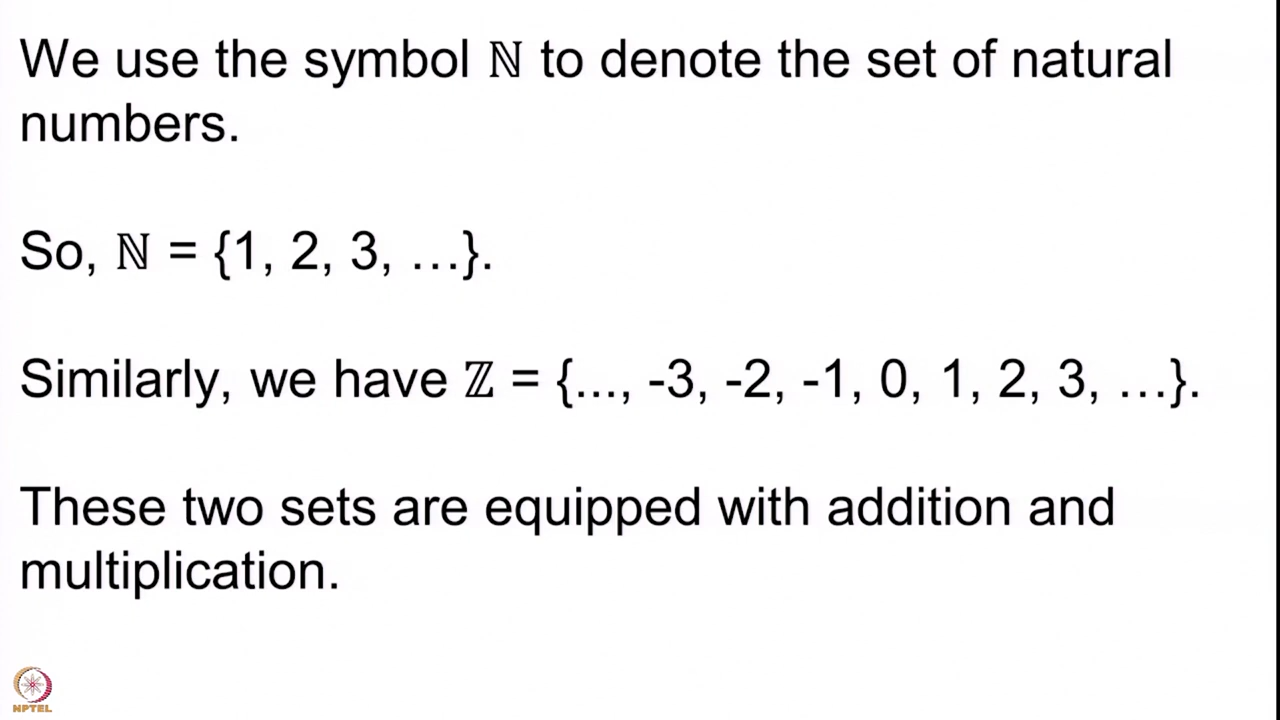 We use the symbol ℕ to denote the set of natural
numbers.
So, ℕ = {1, 2, 3, …}.
Similarly, we have ℤ = {..., -3, -2, -1, 0, 1, 2, 3, …}.
These two sets are equipped with addition and
multiplication.
NPTEL